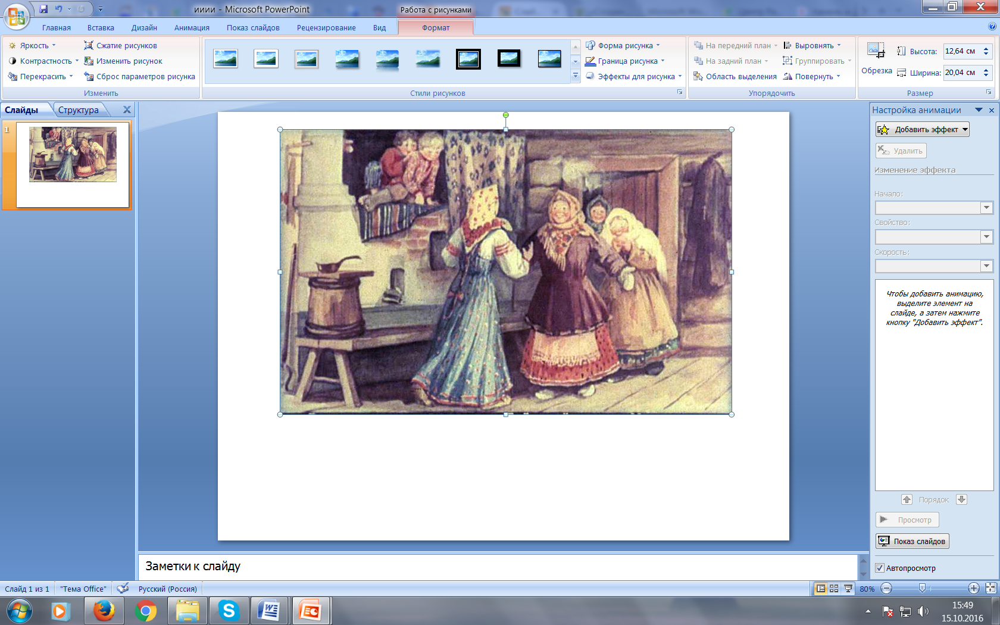 ииии - Microsoft PowerPoint
Работа с рисунками
Главная Вставка Дизайн Анимация Показ слайдов Рецензирование Вид Формат
Яркость Сжатие рисунков Форма рисунка На передний план Выровнять Высота: 12,64 см
Контрастность Изменить рисунок Граница рисунка На задний план Группировать Обрезка
Перекрасить Сброс параметров рисунка Эффекты для рисунка Область выделения Повернуть Ширина: 20,04 см
Изменить Стили рисунков Упорядочить Размер
Слайды Структура
1
Настройка анимации
Добавить эффект
Удалить
Изменение эффекта
Начало:
Свойство:
Скорость:
Чтобы добавить анимацию,
выделите элемент на
слайде, а затем нажмите
кнопку "Добавить эффект".
Порядок
Просмотр
Показ слайдов
Автопросмотр
Заметки к слайду
Слайд 1 из 1 "Тема Office" Русский (Россия) 80%
15:49
15.10.2016